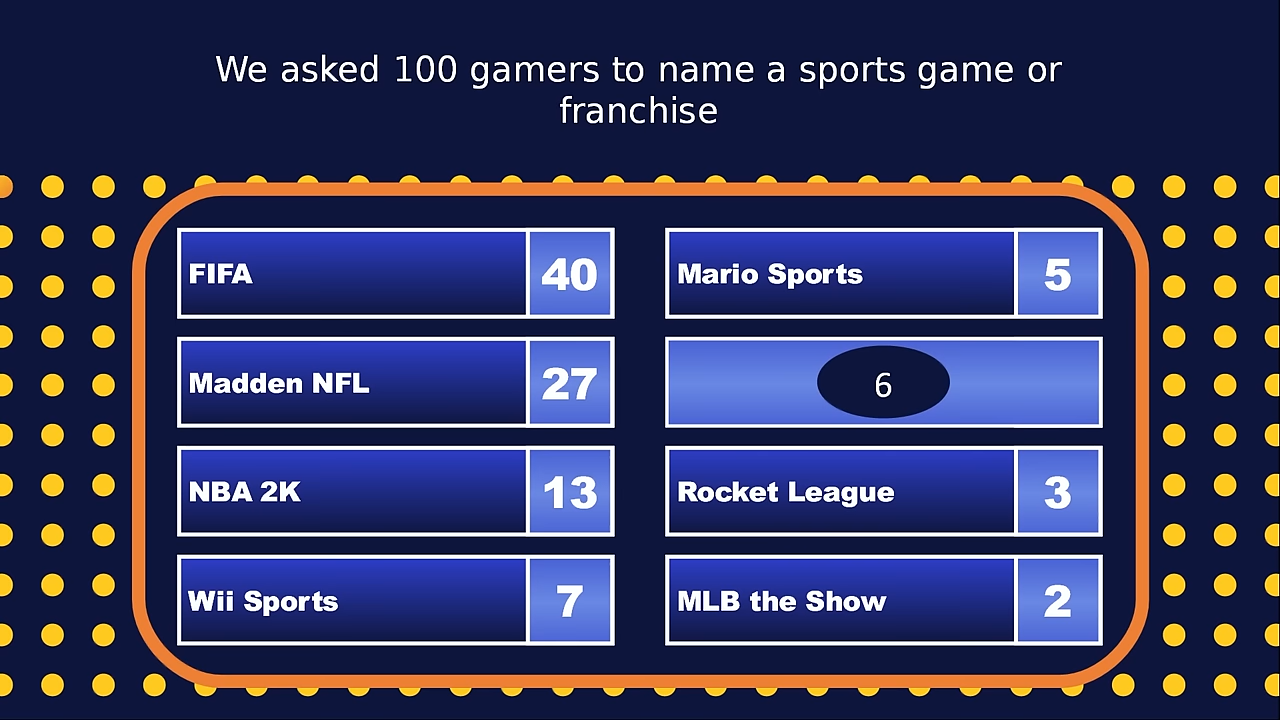 We asked 100 gamers to name a sports game or
franchise
FIFA 40
Madden NFL 27
NBA 2K 13
Wii Sports 7
Mario Sports 5
6
Rocket League 3
MLB the Show 2